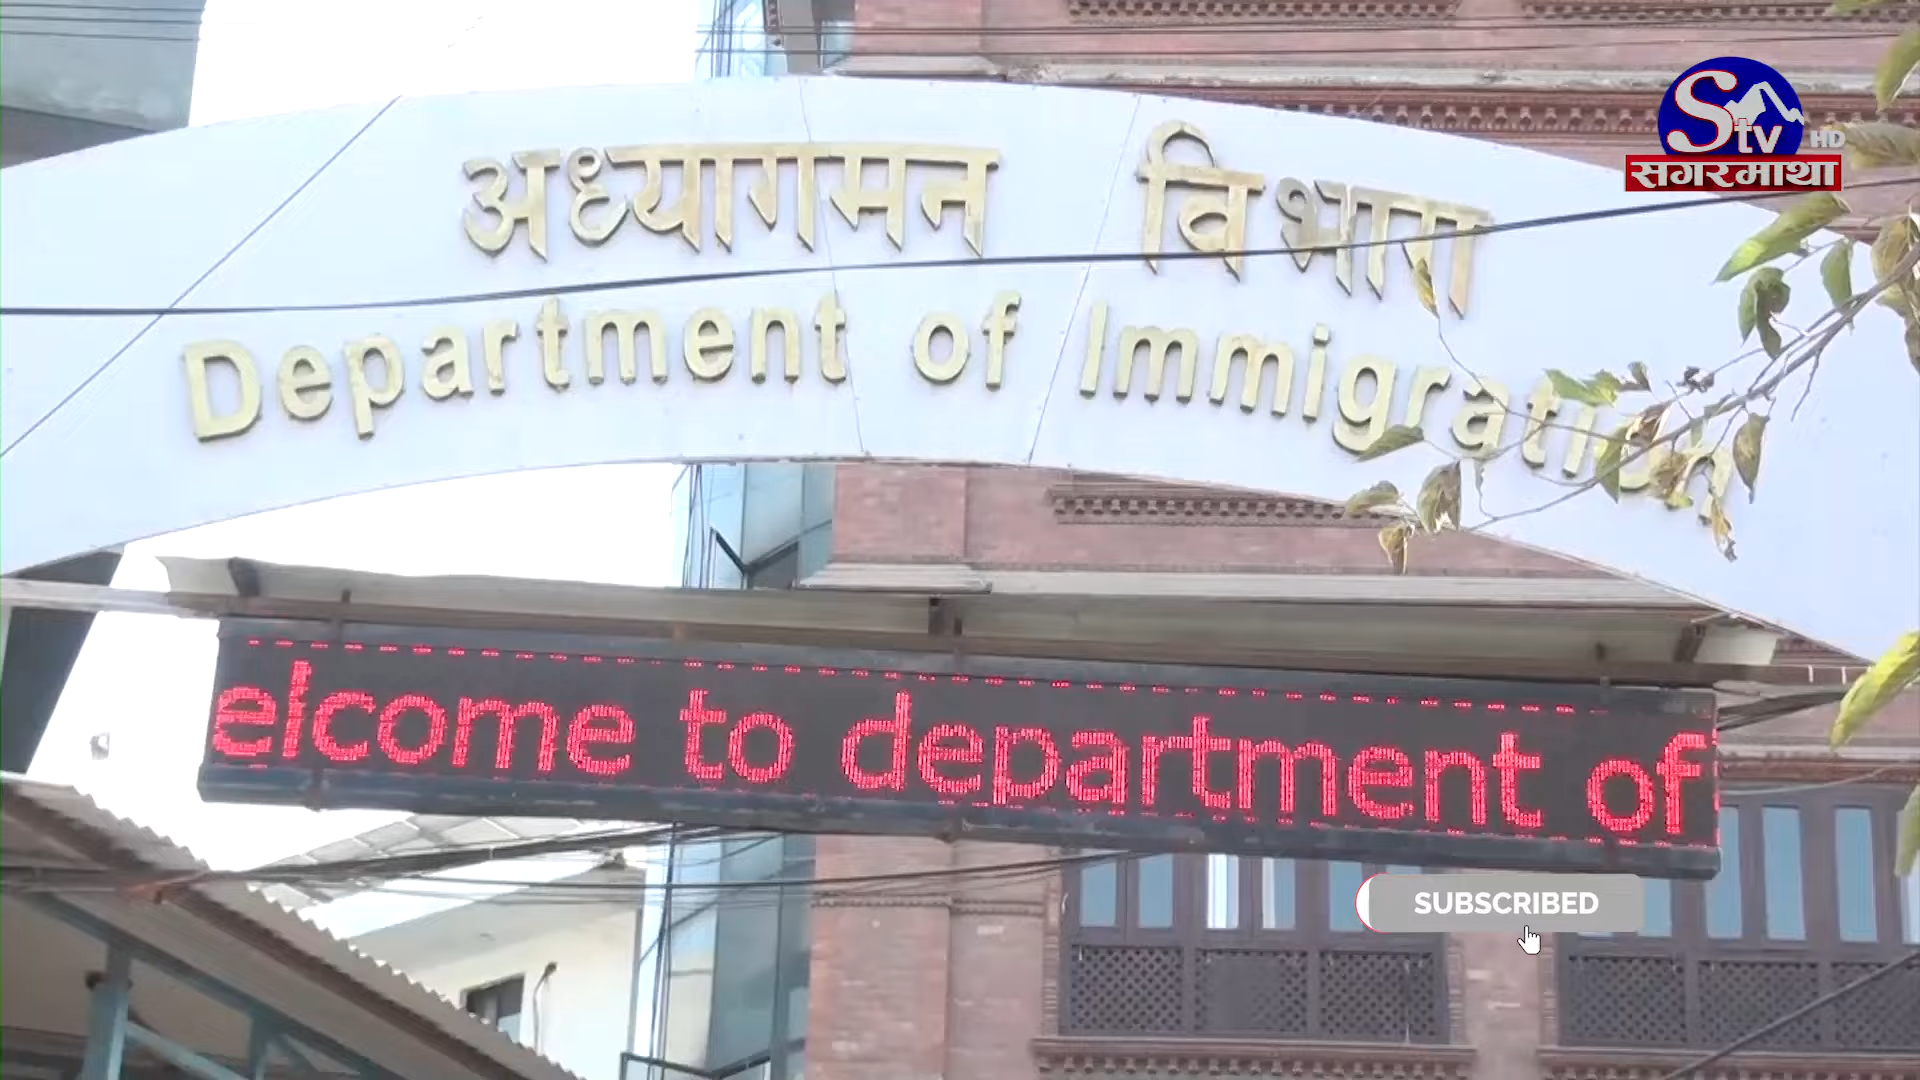 अध्यागमन विभाग
Department of Immigration
elcome to department of
STV HD
सगरमाथा
SUBSCRIBED